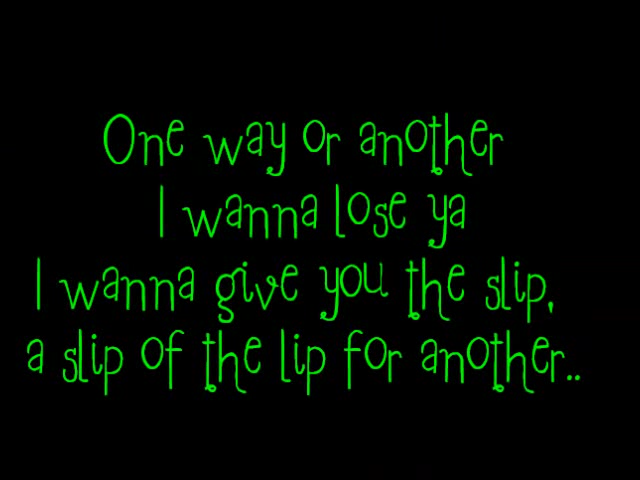 One way or another
I wanna lose ya
I wanna give you the slip,
a slip of the lip for another..